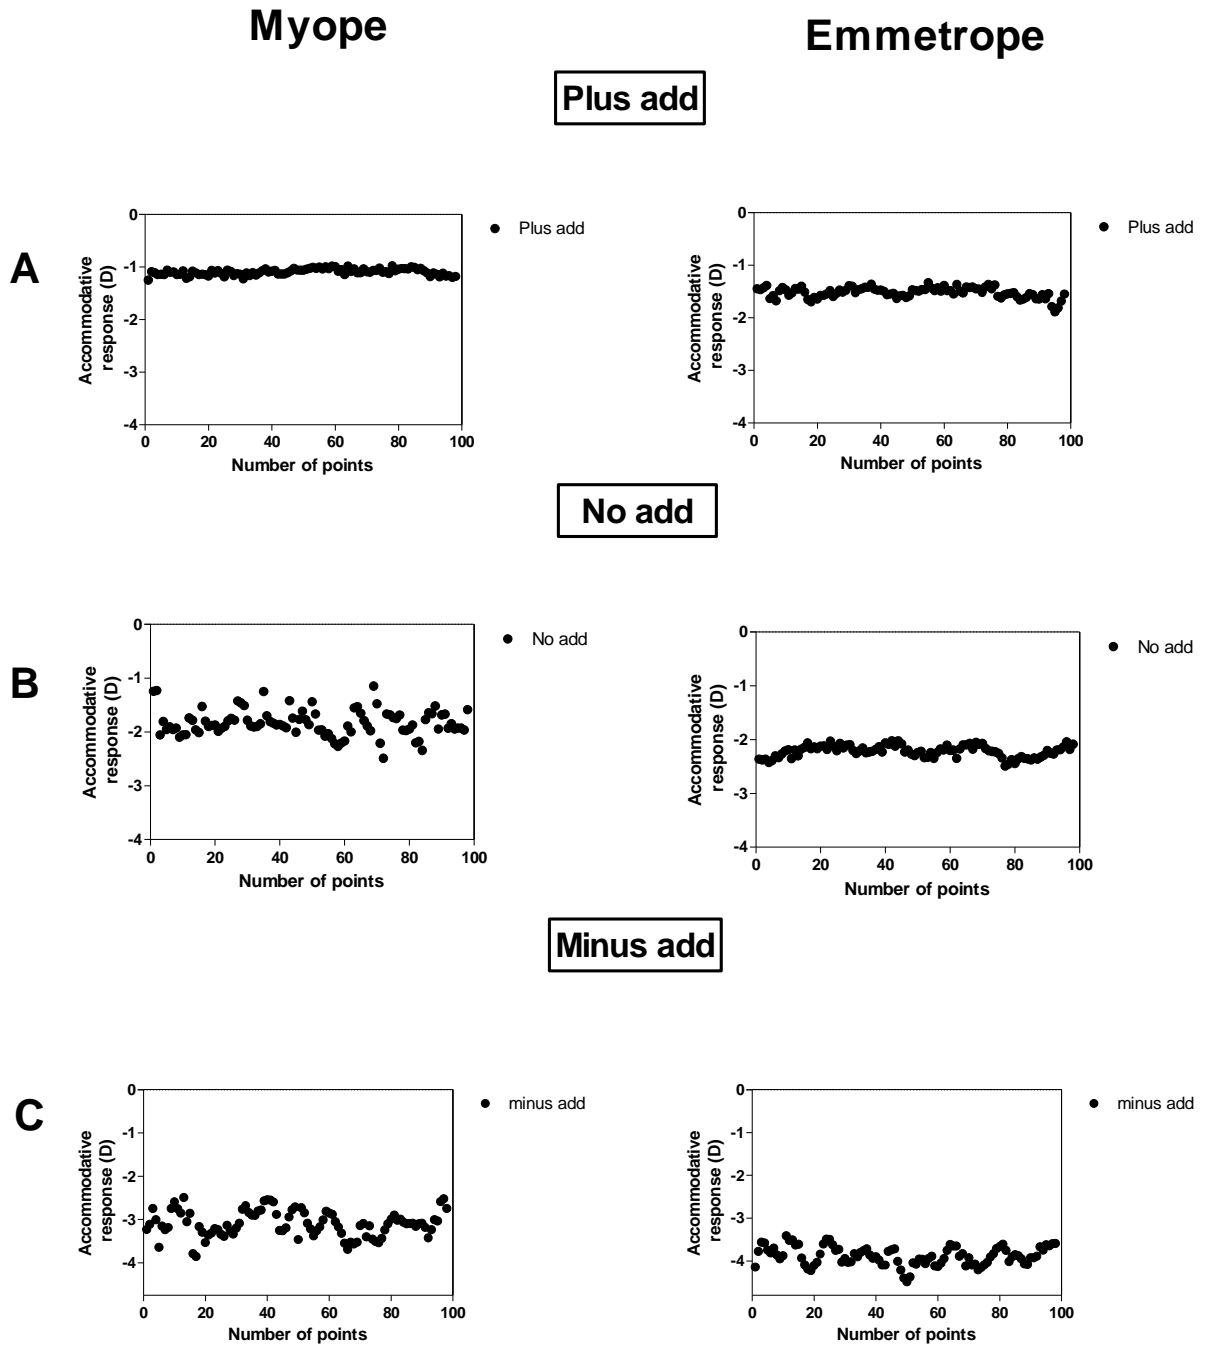 Myope
Emmetrope
Plus add
A
Accommodative
response (D)
0
-1
-2
-3
-4
0 20 40 60 80 100
Number of points
Plus add
Accommodative
response (D)
0
-1
-2
-3
-4
0 20 40 60 80 100
Number of points
Plus add
No add
B
Accommodative
response (D)
0
-1
-2
-3
-4
0 20 40 60 80 100
Number of points
No add
Accommodative
response (D)
0
-1
-2
-3
-4
0 20 40 60 80 100
Number of points
No add
Minus add
C
Accommodative
response (D)
0
-1
-2
-3
-4
0 20 40 60 80 100
Number of points
minus add
Accommodative
response (D)
0
-1
-2
-3
-4
0 20 40 60 80 100
Number of points
minus add